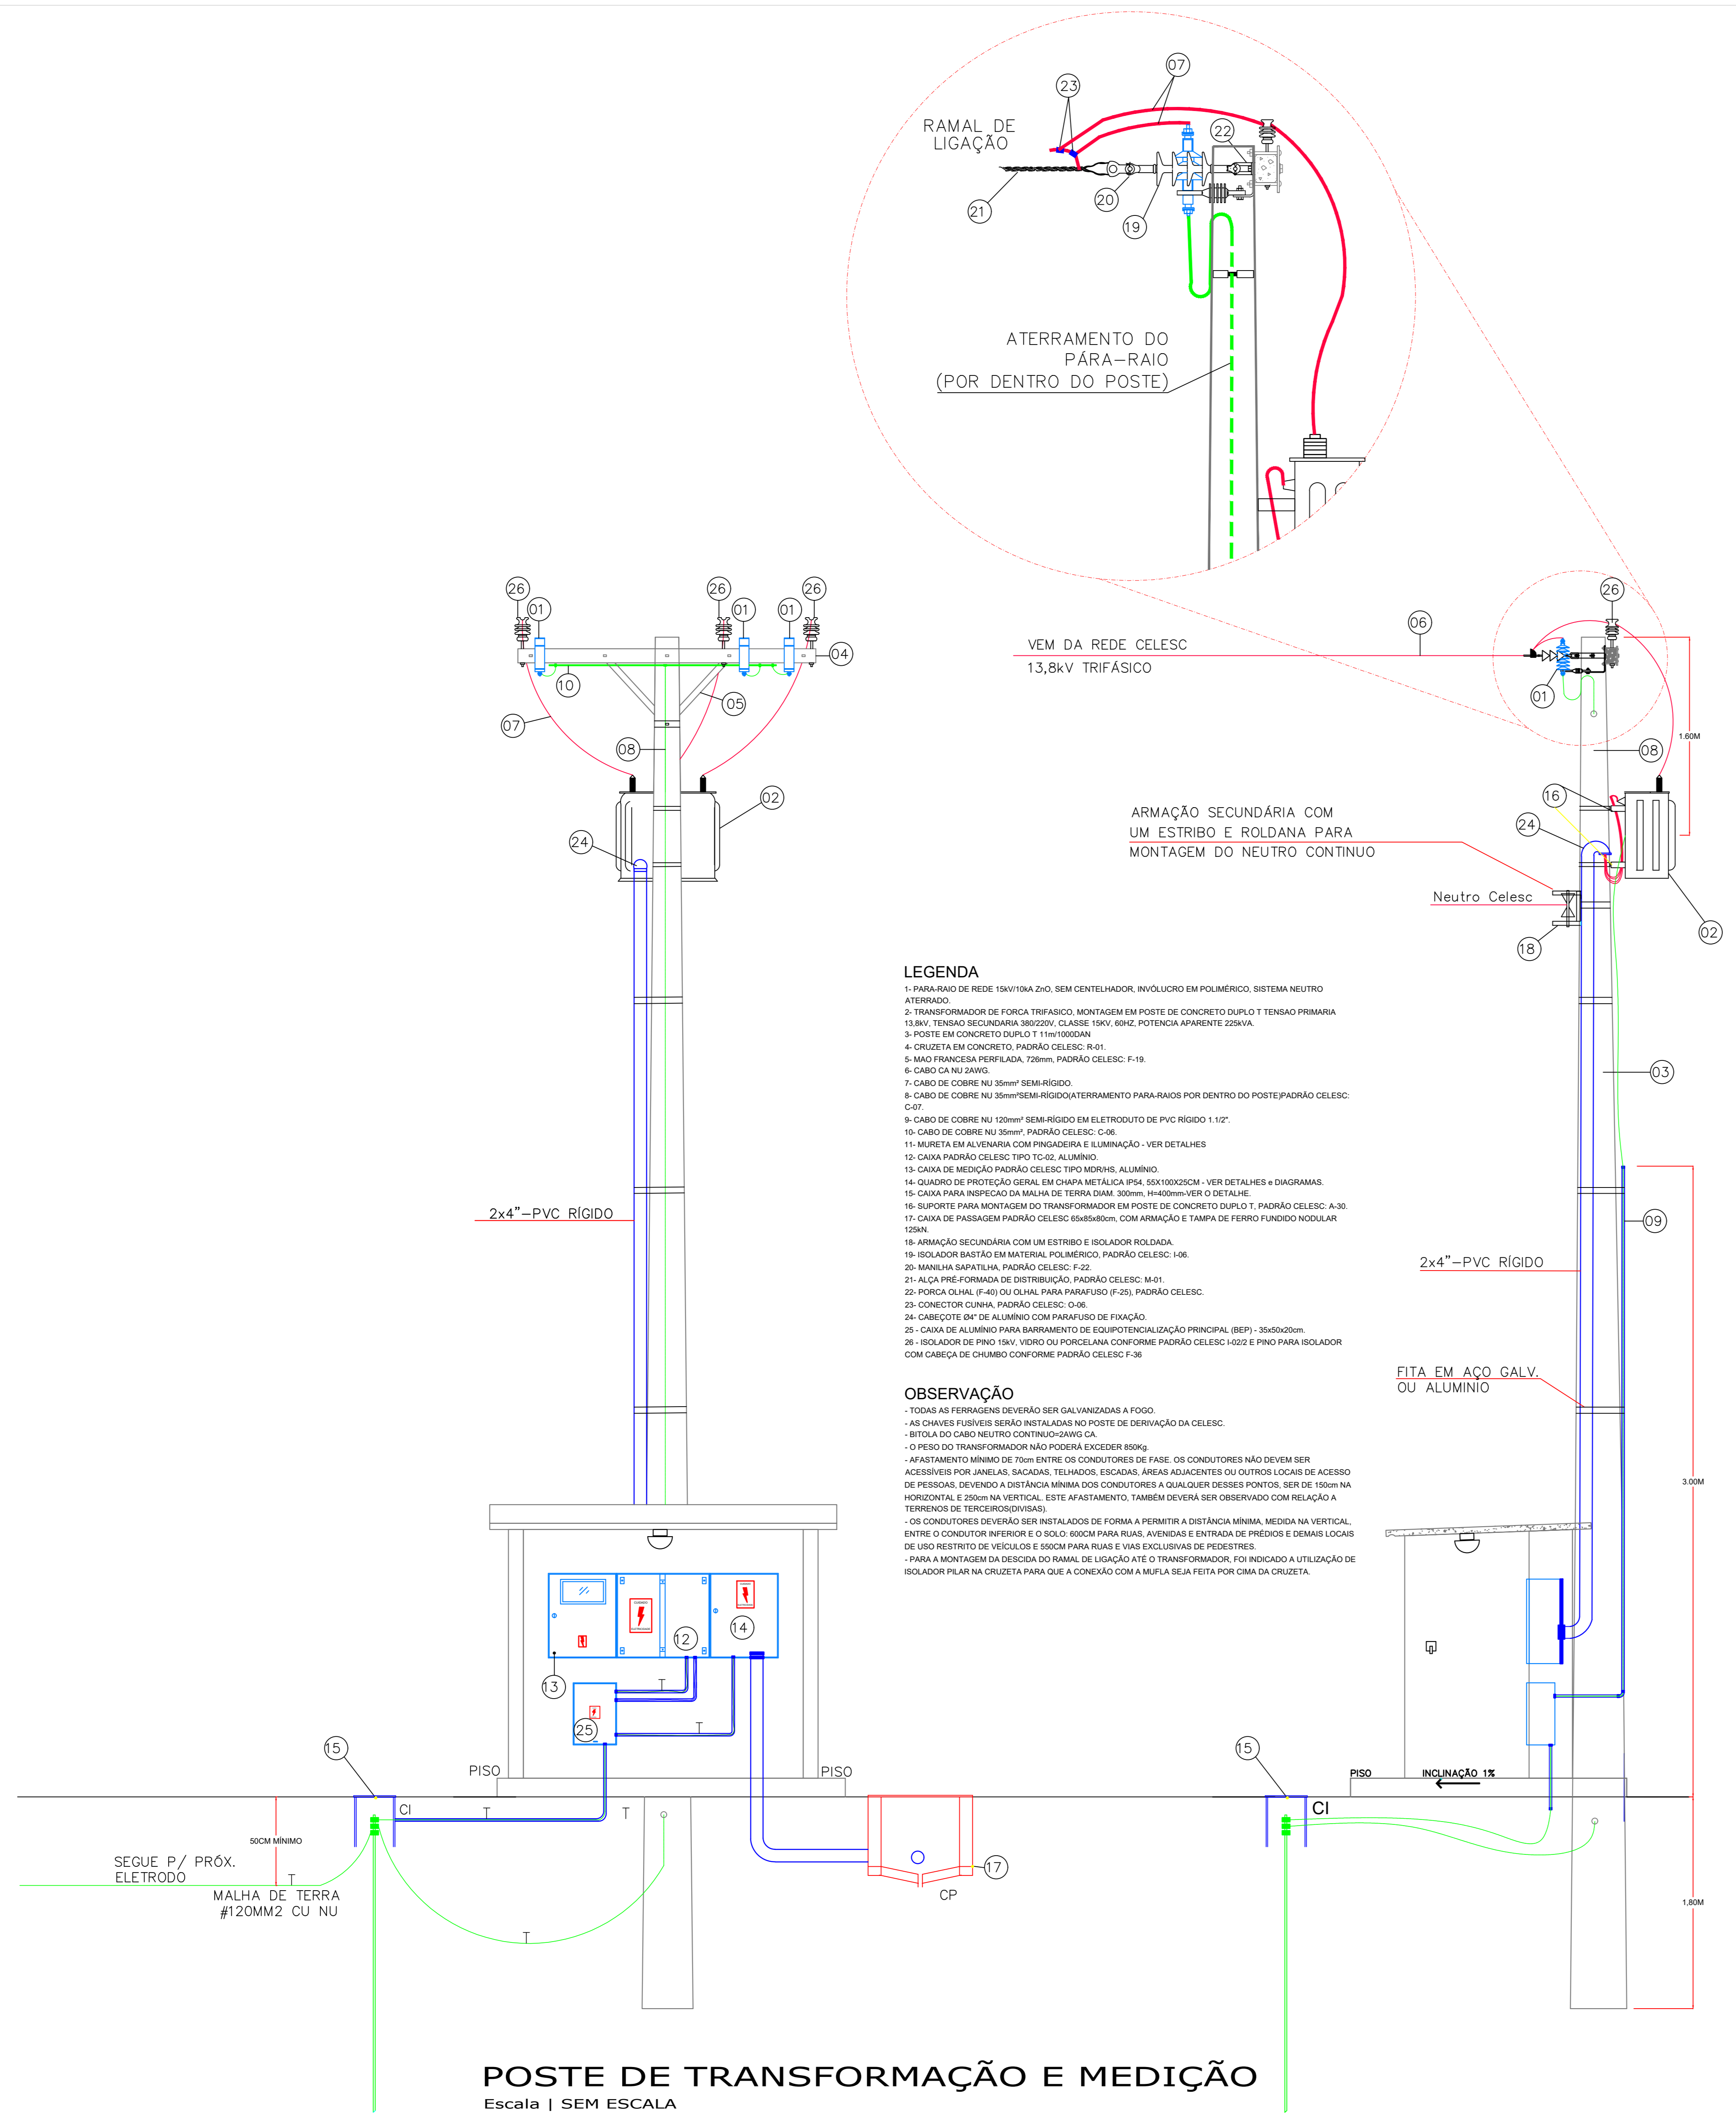 07
23
RAMAL DE
LIGAÇÃO
22
21
20
19
ATERRAMENTO DO
PÁRA-RAIO
(POR DENTRO DO POSTE)
26
26
26
01
01
01
04
10
05
07
08
02
24
2x4"-PVC RÍGIDO
VEM DA REDE CELESC
13,8kV TRIFÁSICO
06
26
01
1.60M
08
16
24
ARMAÇÃO SECUNDÁRIA COM
UM ESTRIBO E ROLDANA PARA
MONTAGEM DO NEUTRO CONTINUO
Neutro Celesc
02
18
03
09
2x4"-PVC RÍGIDO
FITA EM AÇO GALV.
OU ALUMINIO
3.00M
LEGENDA
1- PARA-RAIO DE REDE 15kV/10kA ZnO, SEM CENTELHADOR, INVÓLUCRO EM POLIMÉRICO, SISTEMA NEUTRO
ATERRADO.
2- TRANSFORMADOR DE FORCA TRIFASICO, MONTAGEM EM POSTE DE CONCRETO DUPLO T TENSAO PRIMARIA
13,8kV, TENSAO SECUNDARIA 380/220V, CLASSE 15KV, 60HZ, POTENCIA APARENTE 225kVA.
3- POSTE EM CONCRETO DUPLO T 11m/1000DAN
4- CRUZETA EM CONCRETO, PADRÃO CELESC: R-01.
5- MAO FRANCESA PERFILADA, 726mm, PADRÃO CELESC: F-19.
6- CABO CA NU 2AWG.
7- CABO DE COBRE NU 35mm² SEMI-RÍGIDO.
8- CABO DE COBRE NU 35mm²SEMI-RÍGIDO(ATERRAMENTO PARA-RAIOS POR DENTRO DO POSTE)PADRÃO CELESC:
C-07.
9- CABO DE COBRE NU 120mm² SEMI-RÍGIDO EM ELETRODUTO DE PVC RÍGIDO 1.1/2".
10- CABO DE COBRE NU 35mm², PADRÃO CELESC: C-06.
11- MURETA EM ALVENARIA COM PINGADEIRA E ILUMINAÇÃO - VER DETALHES
12- CAIXA PADRÃO CELESC TIPO TC-02, ALUMÍNIO.
13- CAIXA DE MEDIÇÃO PADRÃO CELESC TIPO MDR/HS, ALUMÍNIO.
14- QUADRO DE PROTEÇÃO GERAL EM CHAPA METÁLICA IP54, 55X100X25CM - VER DETALHES e DIAGRAMAS.
15- CAIXA PARA INSPECAO DA MALHA DE TERRA DIAM. 300mm, H=400mm-VER O DETALHE.
16- SUPORTE PARA MONTAGEM DO TRANSFORMADOR EM POSTE DE CONCRETO DUPLO T, PADRÃO CELESC: A-30.
17- CAIXA DE PASSAGEM PADRÃO CELESC 65x85x80cm, COM ARMAÇÃO E TAMPA DE FERRO FUNDIDO NODULAR
125kN.
18- ARMAÇÃO SECUNDÁRIA COM UM ESTRIBO E ISOLADOR ROLDADA.
19- ISOLADOR BASTÃO EM MATERIAL POLIMÉRICO, PADRÃO CELESC: I-06.
20- MANILHA SAPATILHA, PADRÃO CELESC: F-22.
21- ALÇA PRÉ-FORMADA DE DISTRIBUIÇÃO, PADRÃO CELESC: M-01.
22- PORCA OLHAL (F-40) OU OLHAL PARA PARAFUSO (F-25), PADRÃO CELESC.
23- CONECTOR CUNHA, PADRÃO CELESC: O-06.
24- CABEÇOTE Ø4" DE ALUMÍNIO COM PARAFUSO DE FIXAÇÃO.
25 - CAIXA DE ALUMÍNIO PARA BARRAMENTO DE EQUIPOTENCIALIZAÇÃO PRINCIPAL (BEP) - 35x50x20cm.
26 - ISOLADOR DE PINO 15kV, VIDRO OU PORCELANA CONFORME PADRÃO CELESC I-02/2 E PINO PARA ISOLADOR
COM CABEÇA DE CHUMBO CONFORME PADRÃO CELESC F-36
OBSERVAÇÃO
- TODAS AS FERRAGENS DEVERÃO SER GALVANIZADAS A FOGO.
- AS CHAVES FUSÍVEIS SERÃO INSTALADAS NO POSTE DE DERIVAÇÃO DA CELESC.
- BITOLA DO CABO NEUTRO CONTINUO=2AWG CA.
- O PESO DO TRANSFORMADOR NÃO PODERÁ EXCEDER 850Kg.
- AFASTAMENTO MÍNIMO DE 70cm ENTRE OS CONDUTORES DE FASE. OS CONDUTORES NÃO DEVEM SER
ACESSÍVEIS POR JANELAS, SACADAS, TELHADOS, ESCADAS, ÁREAS ADJACENTES OU OUTROS LOCAIS DE ACESSO
DE PESSOAS, DEVENDO A DISTÂNCIA MÍNIMA DOS CONDUTORES A QUALQUER DESSES PONTOS, SER DE 150cm NA
HORIZONTAL E 250cm NA VERTICAL. ESTE AFASTAMENTO, TAMBÉM DEVERÁ SER OBSERVADO COM RELAÇÃO A
TERRENOS DE TERCEIROS(DIVISAS).
- OS CONDUTORES DEVERÃO SER INSTALADOS DE FORMA A PERMITIR A DISTÂNCIA MÍNIMA, MEDIDA NA VERTICAL,
ENTRE O CONDUTOR INFERIOR E O SOLO: 600CM PARA RUAS, AVENIDAS E ENTRADA DE PRÉDIOS E DEMAIS LOCAIS
DE USO RESTRITO DE VEÍCULOS E 550CM PARA RUAS E VIAS EXCLUSIVAS DE PEDESTRES.
- PARA A MONTAGEM DA DESCIDA DO RAMAL DE LIGAÇÃO ATÉ O TRANSFORMADOR, FOI INDICADO A UTILIZAÇÃO DE
ISOLADOR PILAR NA CRUZETA PARA QUE A CONEXÃO COM A MUFLA SEJA FEITA POR CIMA DA CRUZETA.
12
14
13
T
25
T
15
PISO
PISO
CI
T
T
50CM MÍNIMO
SEGUE P/ PRÓX.
ELETRODO
T
MALHA DE TERRA
#120MM2 CU NU
T
17
CP
15
PISO
INCLINAÇÃO 1%
CI
1,80M
POSTE DE TRANSFORMAÇÃO E MEDIÇÃO
Escala | SEM ESCALA